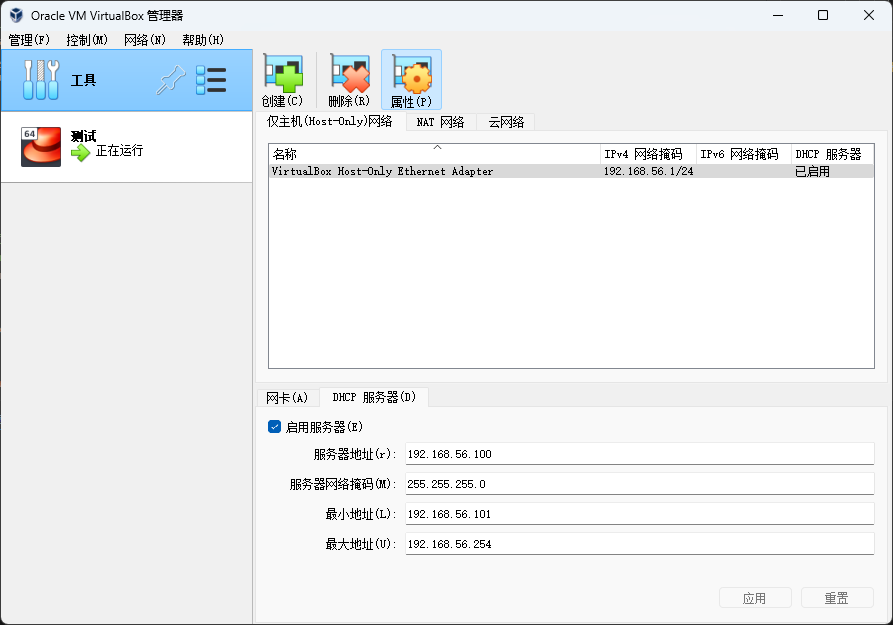 Oracle VM VirtualBox 管理器
管理(F) 控制(M) 网络(N) 帮助(H)
工具
64
测试
正在运行
创建(C) 删除(R) 属性(P)
仅主机(Host-Only)网络 NAT 网络 云网络
名称 IPv4 网络掩码 IPv6 网络掩码 DHCP 服务器
VirtualBox Host-Only Ethernet Adapter 192.168.56.1/24 已启用
网卡(A) DHCP 服务器(D)
启用服务器(E)
服务器地址(r): 192.168.56.100
服务器网络掩码(M): 255.255.255.0
最小地址(L): 192.168.56.101
最大地址(U): 192.168.56.254
应用 重置